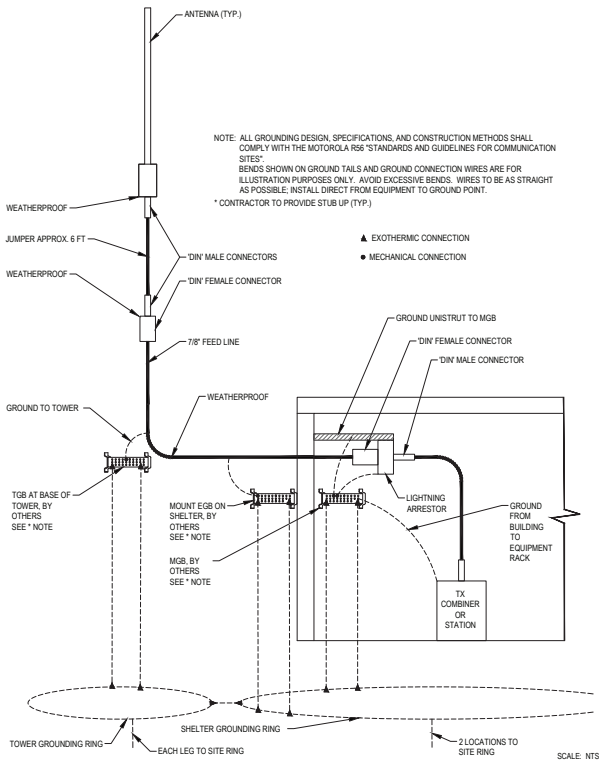 ANTENNA (TYP.)
NOTE: ALL GROUNDING DESIGN, SPECIFICATIONS, AND CONSTRUCTION METHODS SHALL
COMPLY WITH THE MOTOROLA R56 "STANDARDS AND GUIDELINES FOR COMMUNICATION
SITES".
BENDS SHOWN ON GROUND TAILS AND GROUND CONNECTION WIRES ARE FOR
ILLUSTRATION PURPOSES ONLY. AVOID EXCESSIVE BENDS. WIRES TO BE AS STRAIGHT
AS POSSIBLE; INSTALL DIRECT FROM EQUIPMENT TO GROUND POINT.
* CONTRACTOR TO PROVIDE STUB UP (TYP.)
WEATHERPROOF
JUMPER APPROX. 6 FT
'DIN' MALE CONNECTORS
EXOTHERMIC CONNECTION
MECHANICAL CONNECTION
WEATHERPROOF
'DIN' FEMALE CONNECTOR
GROUND UNISTRUT TO MGB
7/8" FEED LINE
'DIN' FEMALE CONNECTOR
'DIN' MALE CONNECTOR
WEATHERPROOF
GROUND TO TOWER
TGB AT BASE OF
TOWER, BY
OTHERS
SEE * NOTE
MOUNT EGB ON
SHELTER, BY
OTHERS
SEE * NOTE
MGB, BY
OTHERS
SEE * NOTE
LIGHTNING
ARRESTOR
GROUND
FROM
BUILDING
TO
EQUIPMENT
RACK
TX
COMBINER
OR
STATION
TOWER GROUNDING RING
EACH LEG TO SITE RING
SHELTER GROUNDING RING
2 LOCATIONS TO
SITE RING
SCALE: NTS